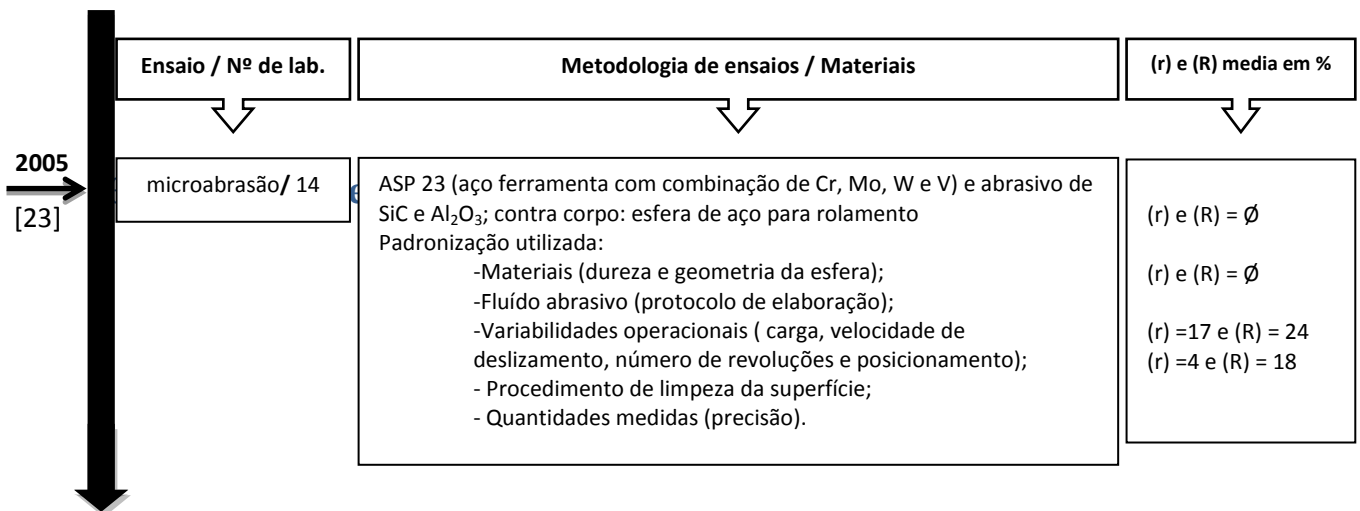 Ensaio / Nº de lab.
Metodologia de ensaios / Materiais
(r) e (R) media em %
2005
[23]
microabrasão/ 14
ASP 23 (aço ferramenta com combinação de Cr, Mo, W e V) e abrasivo de
SiC e Al₂O₃; contra corpo: esfera de aço para rolamento
Padronização utilizada:
-Materiais (dureza e geometria da esfera);
-Fluído abrasivo (protocolo de elaboração);
-Variabilidades operacionais ( carga, velocidade de
deslizamento, número de revoluções e posicionamento);
- Procedimento de limpeza da superfície;
- Quantidades medidas (precisão).
(r) e (R) = Ø
(r) e (R) = Ø
(r) =17 e (R) = 24
(r) =4 e (R) = 18